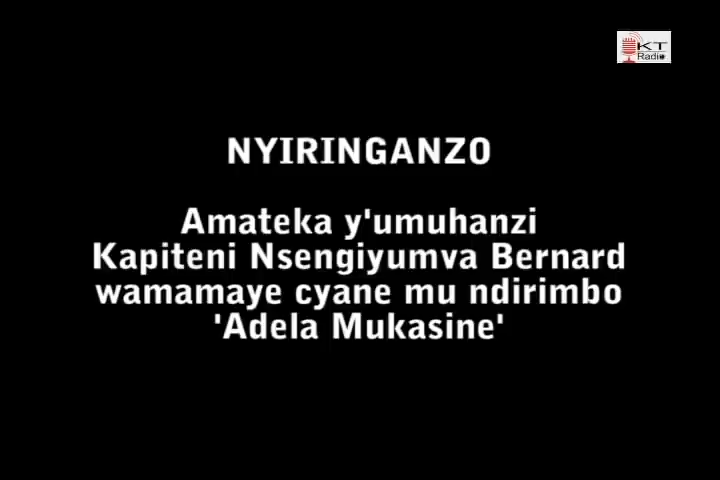 KT
Radio
NYIRINGANZO
Amateka y'umuhanzi
Kapiteni Nsengiyumva Bernard
wamamaye cyane mu ndirimbo
'Adela Mukasine'